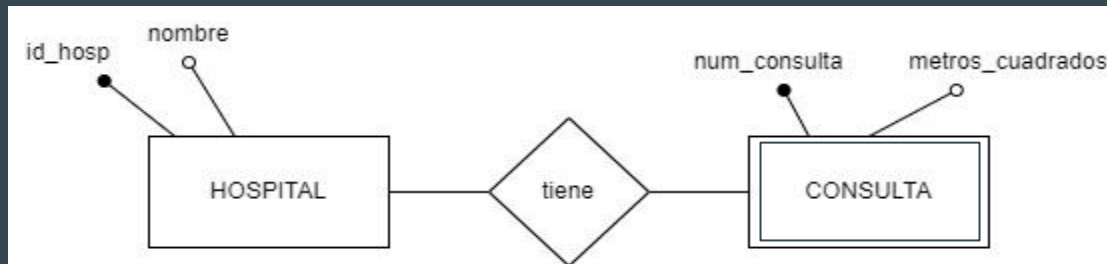 nombre
id_hosp
num_consulta
metros_cuadrados
HOSPITAL
tiene
CONSULTA